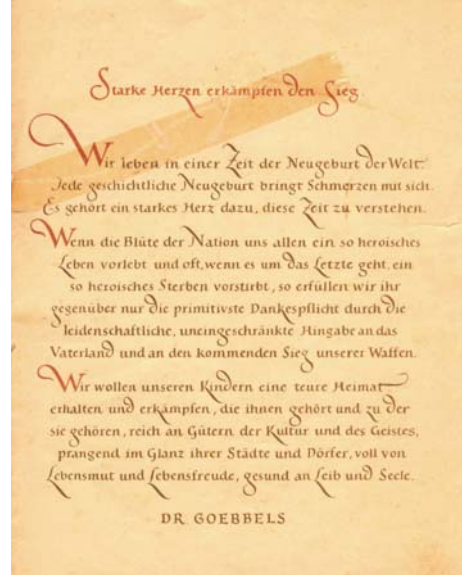 Starke Herzen erkämpfen den Sieg
Wir leben in einer Zeit der Neugeburt der Welt.
Jede geschichtliche Neugeburt bringt Schmerzen mit sich.
Es gehört ein starkes Herz dazu, diese Zeit zu verstehen.
Wenn die Blüte der Nation uns allen ein so heroisches
Leben vorlebt und oft, wenn es um das Letzte geht, ein
so heroisches Sterben vorstirbt, so erfüllen wir ihr
gegenüber nur die primitivste Dankespflicht durch die
leidenschaftliche, uneingeschränkte Hingabe an das
Vaterland und an den kommenden Sieg unserer Waffen.
Wir wollen unseren Kindern eine teure Heimat
erhalten und erkämpfen, die ihnen gehört und zu der
sie gehören, reich an Gütern der Kultur und des Geistes,
prangend im Glanz ihrer Städte und Dörfer, voll von
Lebensmut und Lebensfreude, gesund an Leib und Seele.
DR. GOEBBELS